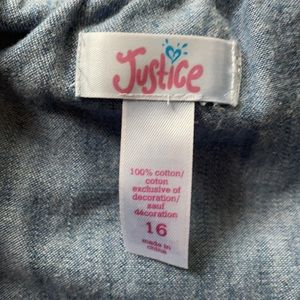 Justice
100% cotton/
coton
exclusive of
decoration/
sauf
décoration
16
made in
china